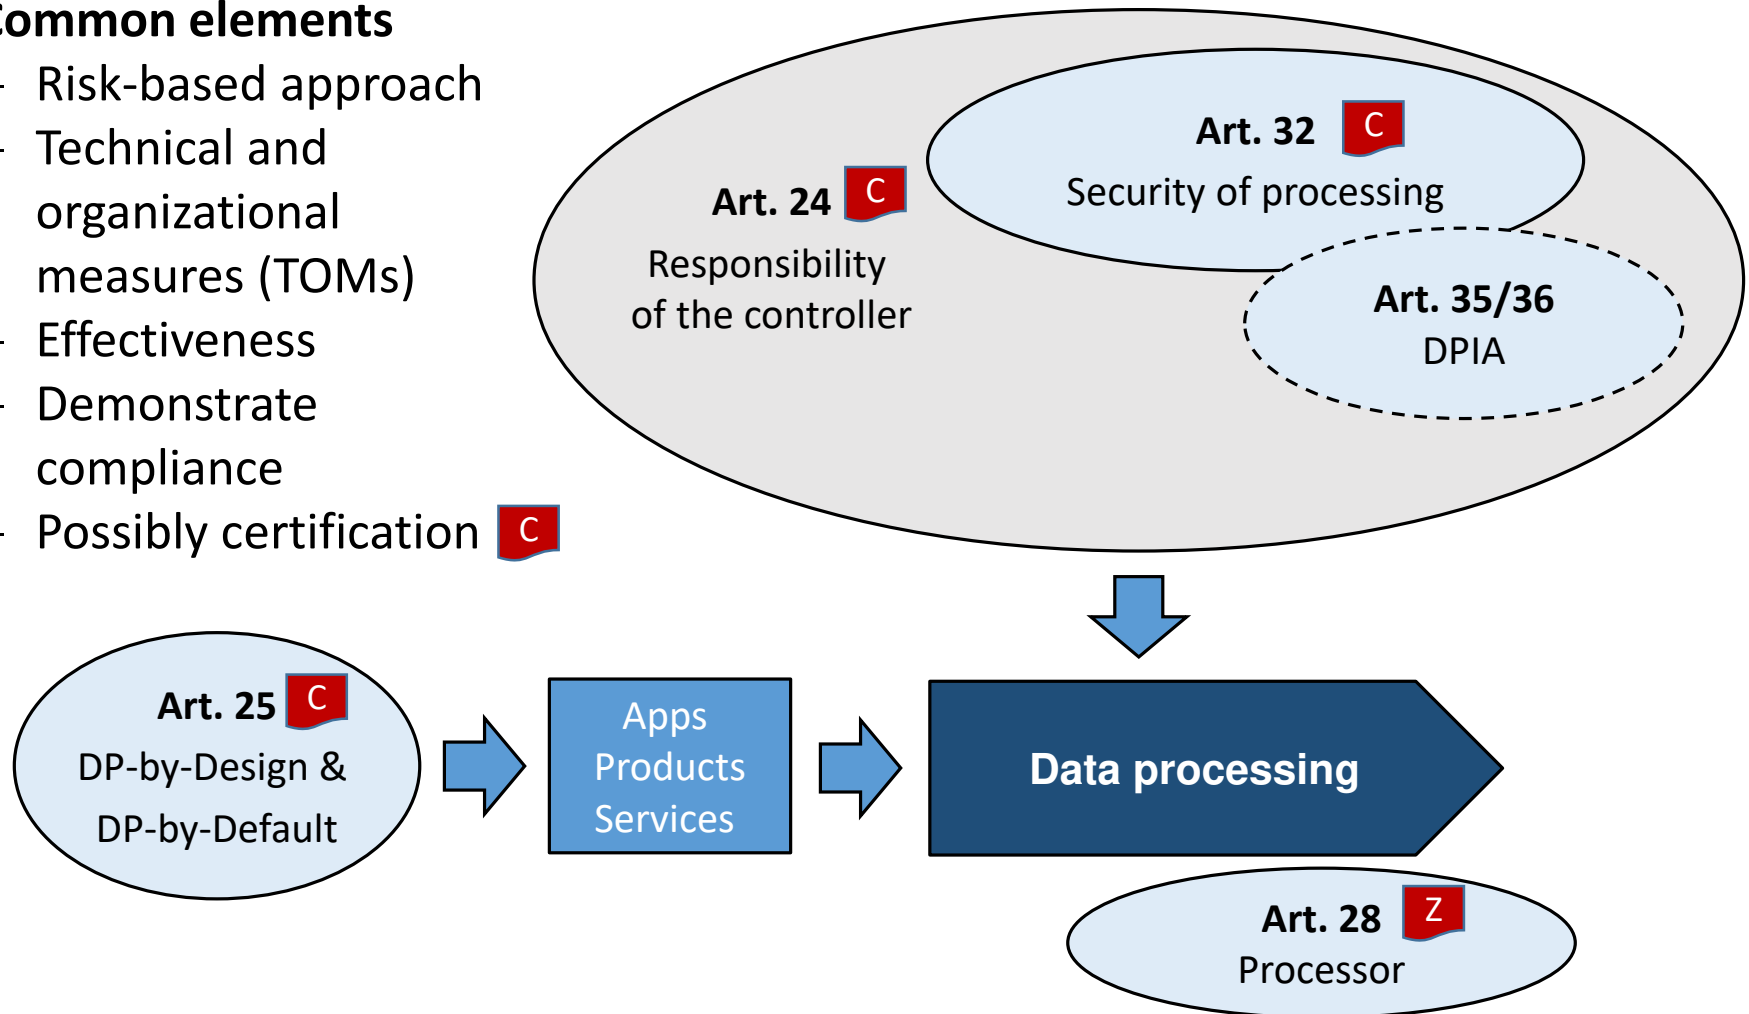 Common elements
- Risk-based approach
- Technical and
organizational
measures (TOMs)
- Effectiveness
- Demonstrate
compliance
- Possibly certification C
Art. 32 C
Security of processing
Art. 24 C
Responsibility
of the controller
Art. 35/36
DPIA
Art. 25 C
DP-by-Design &
DP-by-Default
Apps
Products
Services
Data processing
Art. 28 Z
Processor